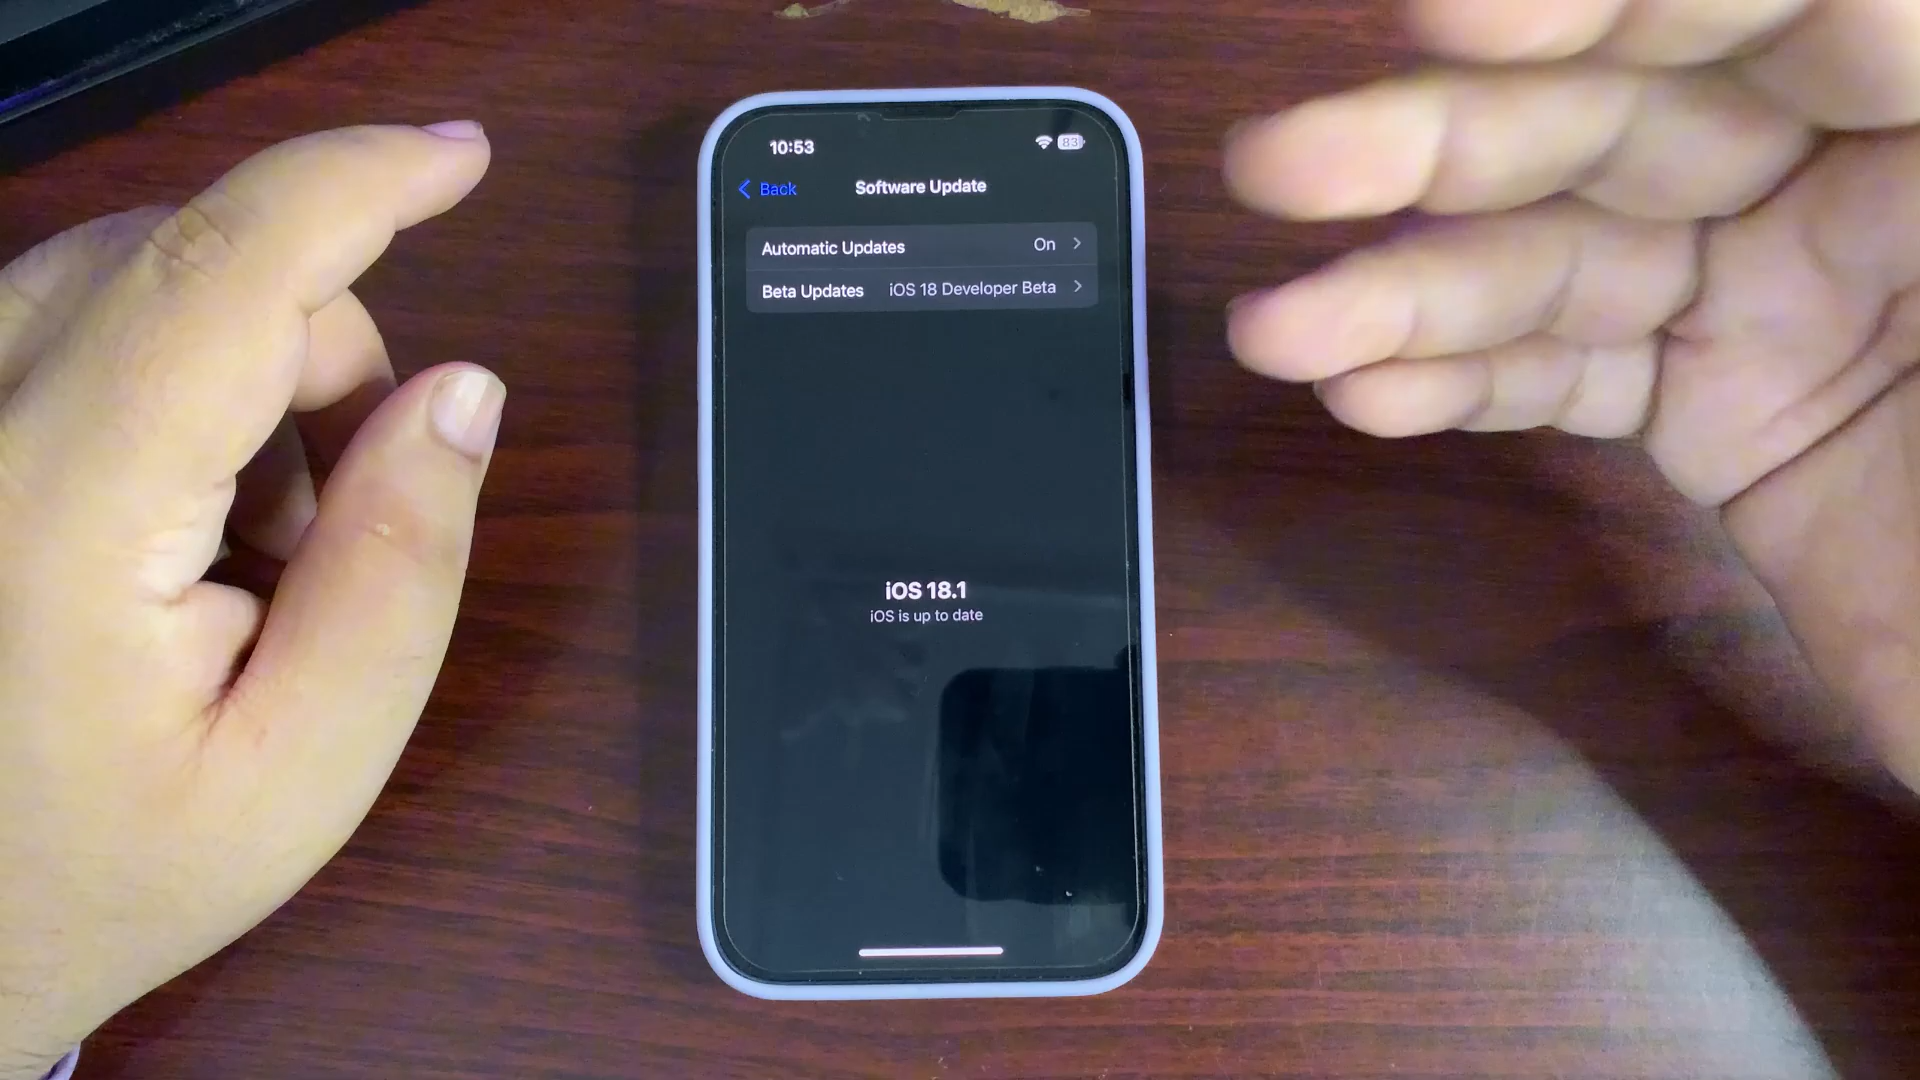 10:53
83
Back
Software Update
Automatic Updates On
Beta Updates iOS 18 Developer Beta
iOS 18.1
iOS is up to date